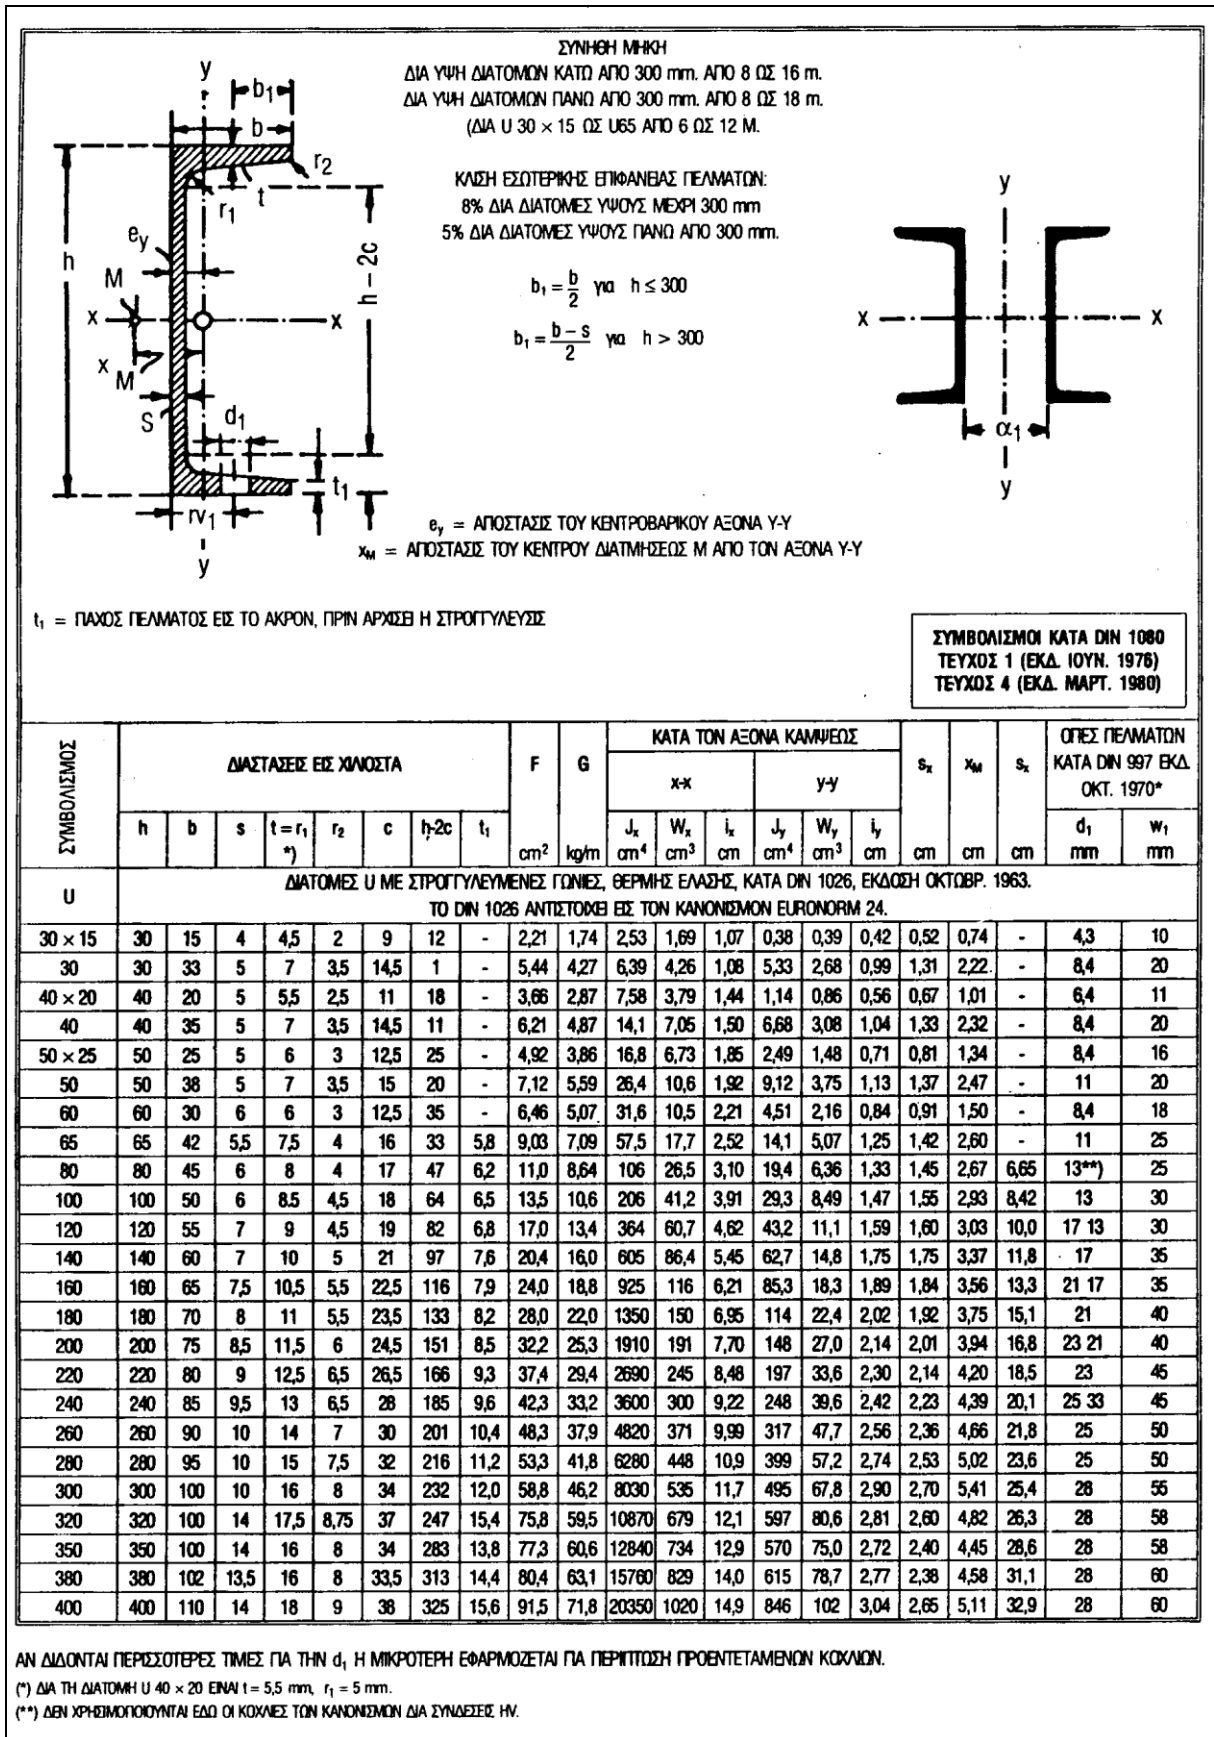 ΣΥΝΗΘΗ ΜΗΚΗ
ΔΙΑ ΥΨΗ ΔΙΑΤΟΜΩΝ ΚΑΤΩ ΑΠΟ 300 mm. ΑΠΟ 8 ΩΣ 16 m.
ΔΙΑ ΥΨΗ ΔΙΑΤΟΜΩΝ ΠΑΝΩ ΑΠΟ 300 mm. ΑΠΟ 8 ΩΣ 18 m.
(ΔΙΑ U 30 × 15 ΩΣ U65 ΑΠΟ 6 ΩΣ 12 M.
ΚΛΙΣΗ ΕΣΩΤΕΡΙΚΗΣ ΕΠΙΦΑΝΕΙΑΣ ΠΕΛΜΑΤΩΝ:
8% ΔΙΑ ΔΙΑΤΟΜΕΣ ΥΨΟΥΣ ΜΕΧΡΙ 300 mm
5% ΔΙΑ ΔΙΑΤΟΜΕΣ ΥΨΟΥΣ ΠΑΝΩ ΑΠΟ 300 mm.
b₁ = b/2 για h ≤ 300
b₁ = b – s/2 για h > 300
y
b₁
b
r₂
r₁
t
e_y
h
M
h – 2c
x
x
x M
S
d₁
t₁
rv₁
y
y
x
x
α₁
y
e_y = ΑΠΟΣΤΑΣΙΣ ΤΟΥ ΚΕΝΤΡΟΒΑΡΙΚΟΥ ΑΞΟΝΑ Υ-Υ
x_M = ΑΠΟΣΤΑΣΙΣ ΤΟΥ ΚΕΝΤΡΟΥ ΔΙΑΤΜΗΣΕΩΣ Μ ΑΠΟ ΤΟΝ ΑΞΟΝΑ Υ-Υ
t₁ = ΠΑΧΟΣ ΠΕΛΜΑΤΟΣ ΕΙΣ ΤΟ ΑΚΡΟΝ, ΠΡΙΝ ΑΡΧΙΣΕΙ Η ΣΤΡΟΓΓΥΛΕΥΣΙΣ
ΣΥΜΒΟΛΙΣΜΟΙ ΚΑΤΑ DIN 1080
ΤΕΥΧΟΣ 1 (ΕΚΔ. ΙΟΥΝ. 1976)
ΤΕΥΧΟΣ 4 (ΕΚΔ. ΜΑΡΤ. 1980)
ΣΥΜΒΟΛΙΣΜΟΣ
ΔΙΑΣΤΑΣΕΙΣ ΕΙΣ ΧΙΛΙΟΣΤΑ
F G
ΚΑΤΑ ΤΟΝ ΑΞΟΝΑ ΚΑΜΨΕΩΣ
x-x y-y
s_x x_M s_x
ΟΠΕΣ ΠΕΛΜΑΤΩΝ
ΚΑΤΑ DIN 997 ΕΚΔ.
ΟΚΤ. 1970*
h b s t = r₁ r₂ c h-2c t₁ J_x W_x i_x J_y W_y i_y d₁ w₁
*) cm² kg/m cm⁴ cm³ cm cm⁴ cm³ cm cm cm cm mm mm
U
ΔΙΑΤΟΜΕΣ U ΜΕ ΣΤΡΟΓΓΥΛΕΥΜΕΝΕΣ ΓΩΝΙΕΣ, ΘΕΡΜΗΣ ΕΛΑΣΗΣ, ΚΑΤΑ DIN 1026, ΕΚΔΟΣΗ ΟΚΤΩΒΡ. 1963.
ΤΟ DIN 1026 ΑΝΤΙΣΤΟΙΧΕΙ ΕΙΣ ΤΟΝ ΚΑΝΟΝΙΣΜΟΝ EURONORM 24.
30 × 15 30 15 4 4,5 2 9 12 - 2,21 1,74 2,53 1,69 1,07 0,38 0,39 0,42 0,52 0,74 - 4,3 10
30 30 33 5 7 3,5 14,5 1 - 5,44 4,27 6,39 4,26 1,08 5,33 2,68 0,99 1,31 2,22 - 8,4 20
40 × 20 40 20 5 5,5 2,5 11 18 - 3,66 2,87 7,58 3,79 1,44 1,14 0,86 0,56 0,67 1,01 - 6,4 11
40 40 35 5 7 3,5 14,5 11 - 6,21 4,87 14,1 7,05 1,50 6,68 3,08 1,04 1,33 2,32 - 8,4 20
50 × 25 50 25 5 6 3 12,5 25 - 4,92 3,86 16,8 6,73 1,85 2,49 1,48 0,71 0,81 1,34 - 8,4 16
50 50 38 5 7 3,5 15 20 - 7,12 5,59 26,4 10,6 1,92 9,12 3,75 1,13 1,37 2,47 - 11 20
60 60 30 6 6 3 12,5 35 - 6,46 5,07 31,6 10,5 2,21 4,51 2,16 0,84 0,91 1,50 - 8,4 18
65 65 42 5,5 7,5 4 16 33 5,8 9,03 7,09 57,5 17,7 2,52 14,1 5,07 1,25 1,42 2,60 - 11 25
80 80 45 6 8 4 17 47 6,2 11,0 8,64 106 26,5 3,10 19,4 6,36 1,33 1,45 2,67 6,65 13**) 25
100 100 50 6 8.5 4,5 18 64 6,5 13,5 10,6 206 41,2 3,91 29,3 8,49 1,47 1,55 2,93 8,42 13 30
120 120 55 7 9 4,5 19 82 6,8 17,0 13,4 364 60,7 4,62 43,2 11,1 1,59 1,60 3,03 10,0 17 13 30
140 140 60 7 10 5 21 97 7,6 20,4 16,0 605 86,4 5,45 62,7 14,8 1,75 1,75 3,37 11,8 17 35
160 160 65 7,5 10,5 5,5 22,5 116 7,9 24,0 18,8 925 116 6,21 85,3 18,3 1,89 1,84 3,56 13,3 21 17 35
180 180 70 8 11 5,5 23,5 133 8,2 28,0 22,0 1350 150 6,95 114 22,4 2,02 1,92 3,75 15,1 21 40
200 200 75 8,5 11,5 6 24,5 151 8,5 32,2 25,3 1910 191 7,70 148 27,0 2,14 2,01 3,94 16,8 23 21 40
220 220 80 9 12,5 6,5 26,5 166 9,3 37,4 29,4 2690 245 8,48 197 33,6 2,30 2,14 4,20 18,5 23 45
240 240 85 9,5 13 6,5 28 185 9,6 42,3 33,2 3600 300 9,22 248 39,6 2,42 2,23 4,39 20,1 25 33 45
260 260 90 10 14 7 30 201 10,4 48,3 37,9 4820 371 9,99 317 47,7 2,56 2,36 4,66 21,8 25 50
280 280 95 10 15 7,5 32 216 11,2 53,3 41,8 6280 448 10,9 399 57,2 2,74 2,53 5,02 23,6 25 50
300 300 100 10 16 8 34 232 12,0 58,8 46,2 8030 535 11,7 495 67,8 2,90 2,70 5,41 25,4 28 55
320 320 100 14 17,5 8,75 37 247 15,4 75,8 59,5 10870 679 12,1 597 80,6 2,81 2,60 4,82 26,3 28 58
350 350 100 14 16 8 34 283 13,8 77,3 60,6 12840 734 12,9 570 75,0 2,72 2,40 4,45 28,6 28 58
380 380 102 13,5 16 8 33,5 313 14,4 80,4 63,1 15760 829 14,0 615 78,7 2,77 2,38 4,58 31,1 28 60
400 400 110 14 18 9 38 325 15,6 91,5 71,8 20350 1020 14,9 846 102 3,04 2,65 5,11 32,9 28 60
ΑΝ ΔΙΔΟΝΤΑΙ ΠΕΡΙΣΣΟΤΕΡΕΣ ΤΙΜΕΣ ΓΙΑ ΤΗΝ d₁ Η ΜΙΚΡΟΤΕΡΗ ΕΦΑΡΜΟΖΕΤΑΙ ΓΙΑ ΠΕΡΙΠΤΩΣΗ ΠΡΟΕΝΤΕΤΑΜΕΝΩΝ ΚΟΧΛΙΩΝ.
(*) ΔΙΑ ΤΗ ΔΙΑΤΟΜΗ U 40 × 20 ΕΙΝΑΙ t = 5,5 mm, r₁ = 5 mm.
(**) ΔΕΝ ΧΡΗΣΙΜΟΠΟΙΟΥΝΤΑΙ ΕΔΩ ΟΙ ΚΟΧΛΙΕΣ ΤΩΝ ΚΑΝΟΝΙΣΜΩΝ ΔΙΑ ΣΥΝΔΕΣΕΙΣ HV.